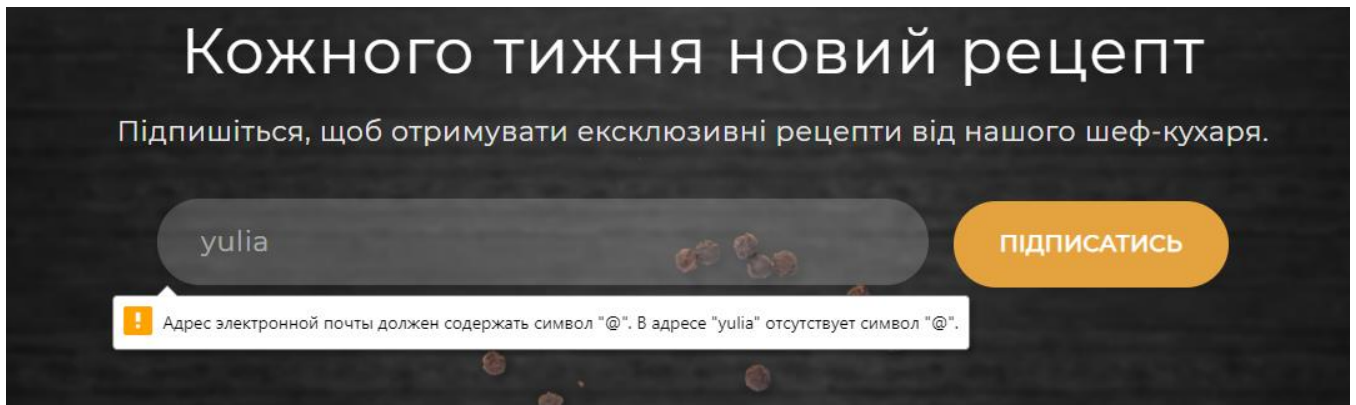 Кожного тижня новий рецепт
Підпишіться, щоб отримувати ексклюзивні рецепти від нашого шеф-кухаря.
yulia
ПІДПИСАТИСЬ
Адрес электронной почты должен содержать символ "@". В адресе "yulia" отсутствует символ "@".